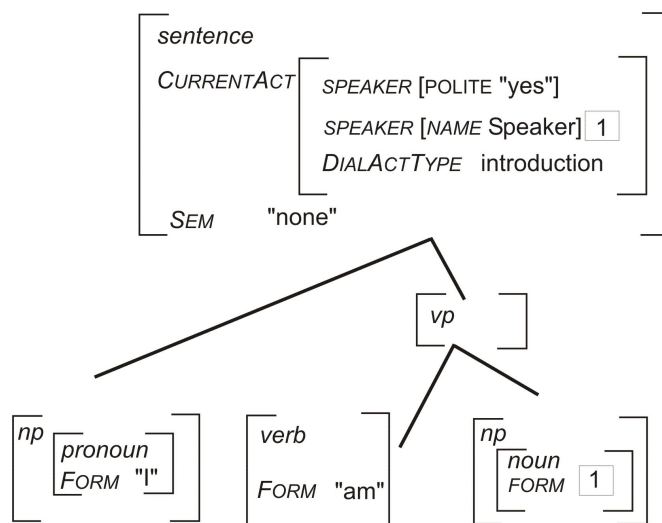 sentence
CURRENTACT
SPEAKER [POLITE "yes"]
SPEAKER [NAME Speaker] 1
DIALACTTYPE introduction
SEM "none"
vp
np
pronoun
FORM "I"
verb
FORM "am"
np
noun
FORM 1